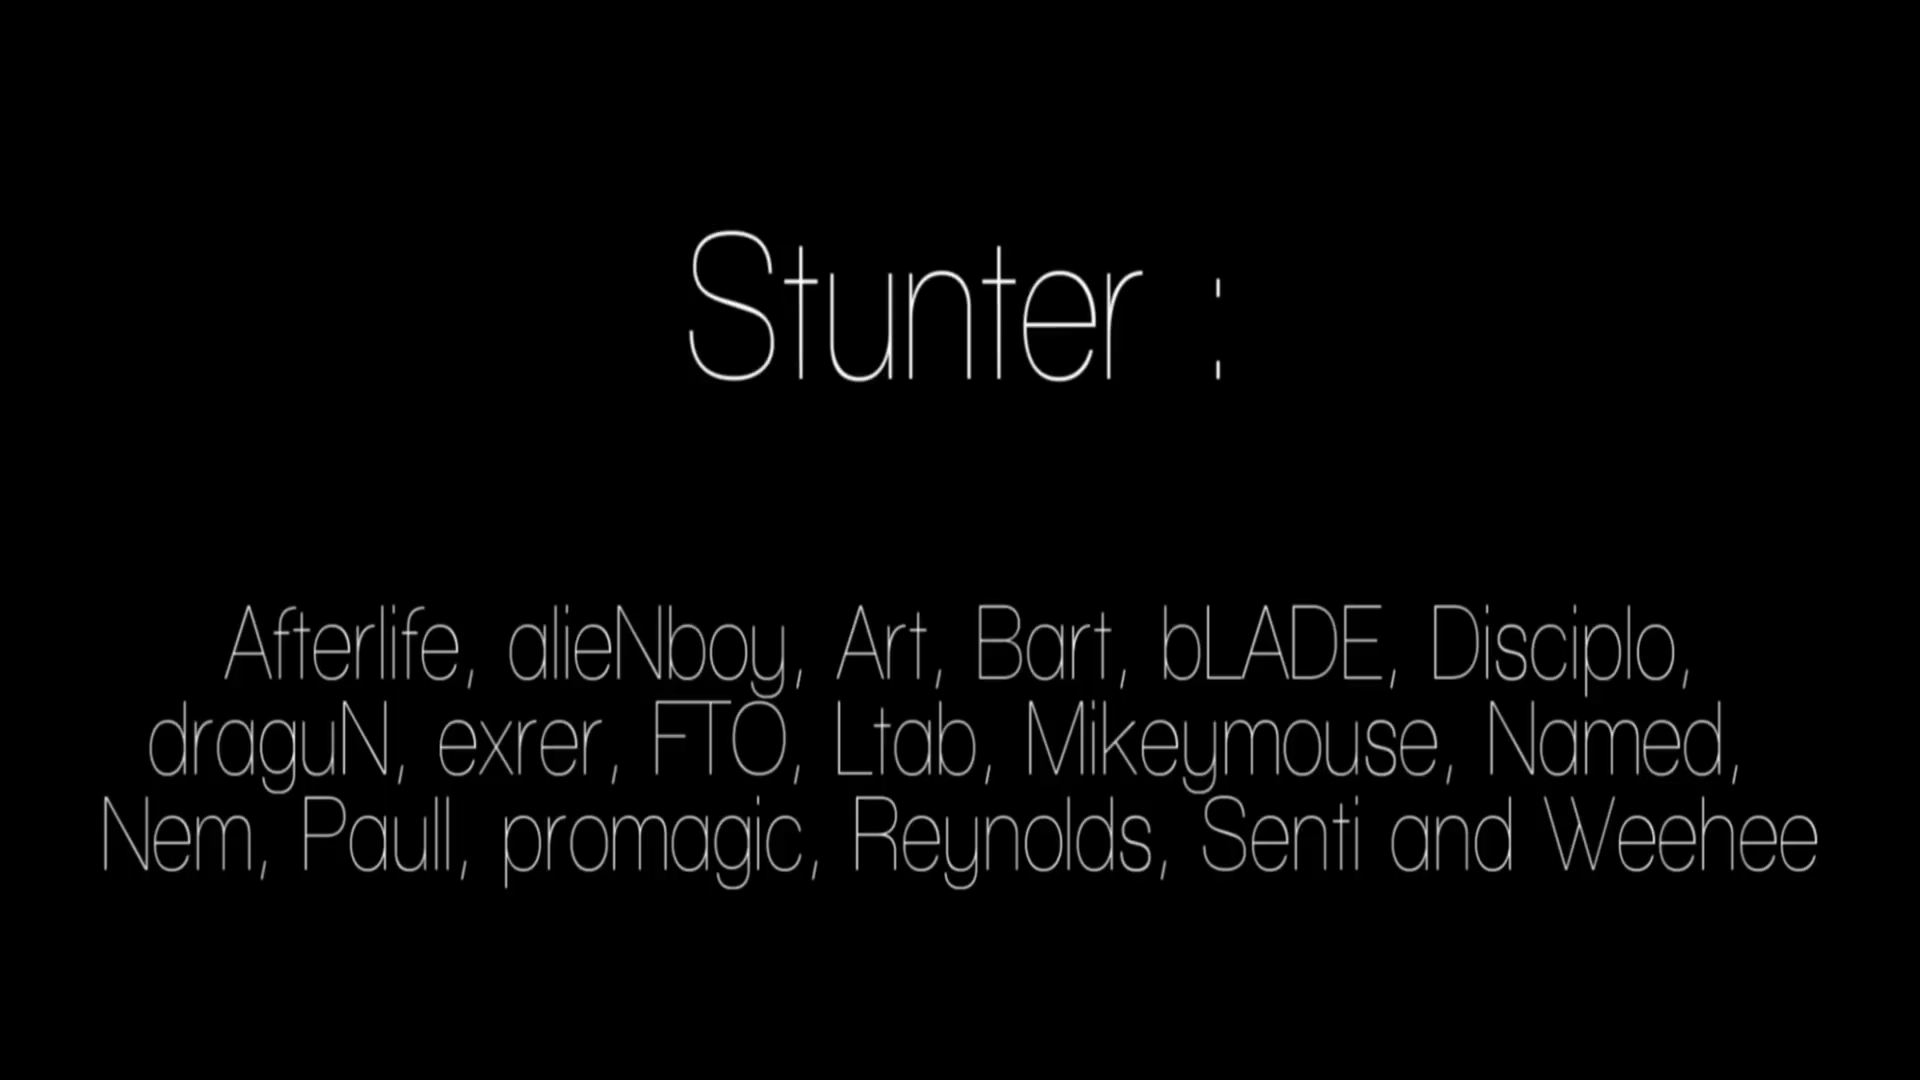 Stunter :
Afterlife, alieNboy, Art, Bart, bLADE, Disciplo,
draguN, exrer, FTO, Ltab, Mikeymouse, Named,
Nem, Paull, promagic, Reynolds, Senti and Weehee